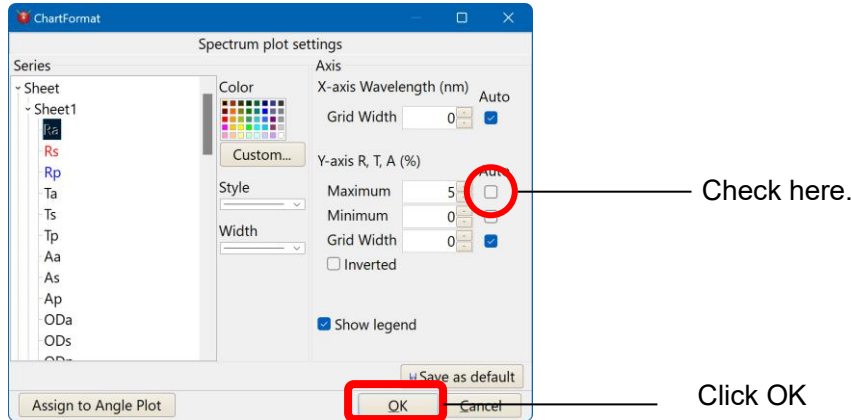 ChartFormat
Spectrum plot settings
Series
Sheet
Sheet1
Ra
Rs
Rp
Ta
Ts
Tp
Aa
As
Ap
ODa
ODs
Color
Custom...
Style
Width
Axis
X-axis Wavelength (nm)
Auto
Grid Width 0
Y-axis R, T, A (%)
Auto
Maximum 5
Minimum 0
Grid Width 0
Inverted
Show legend
Save as default
Assign to Angle Plot
OK
Cancel
Check here.
Click OK